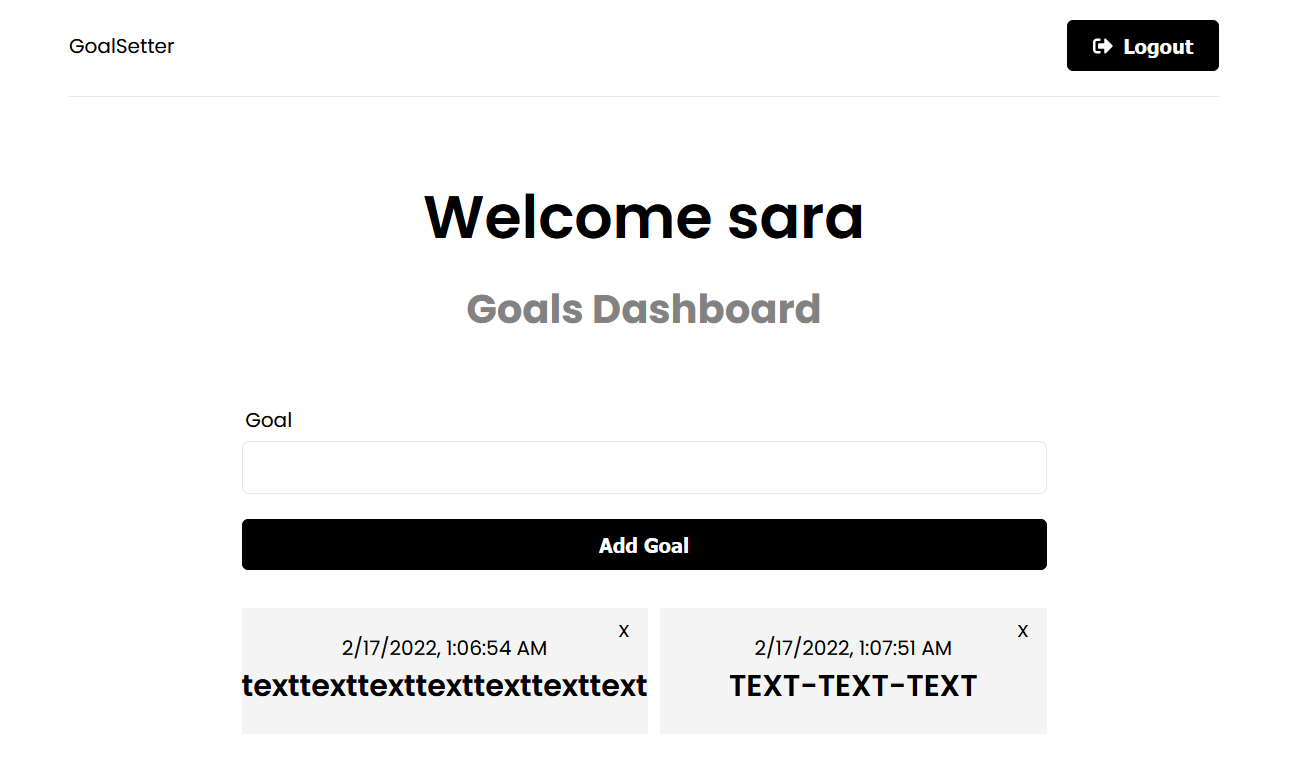 GoalSetter
Logout
Welcome sara
Goals Dashboard
Goal
Add Goal
X
2/17/2022, 1:06:54 AM
texttexttexttexttexttexttext
X
2/17/2022, 1:07:51 AM
TEXT-TEXT-TEXT